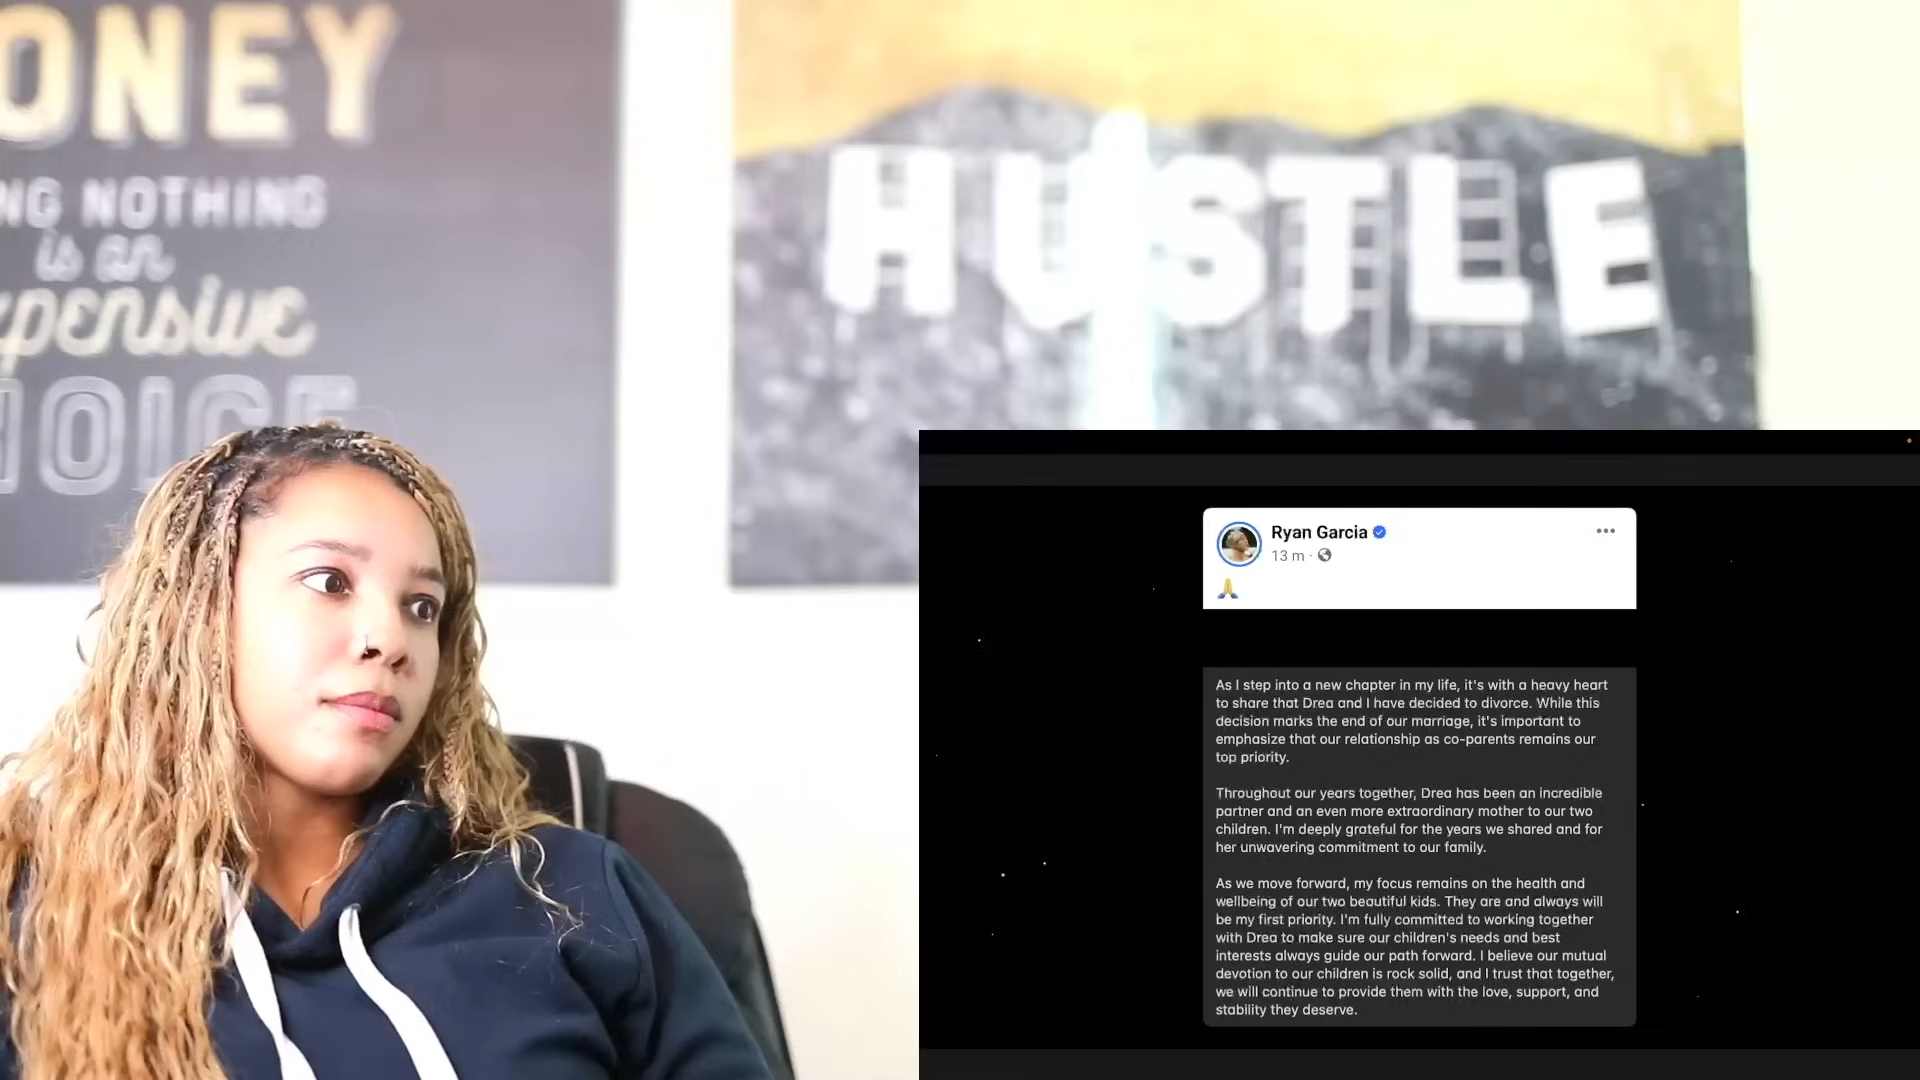 ONEY
NG NOTHING
is an
xpensive
HOICE
HUSTLE
Ryan Garcia
13 m ·
As I step into a new chapter in my life, it's with a heavy heart
to share that Drea and I have decided to divorce. While this
decision marks the end of our marriage, it's important to
emphasize that our relationship as co-parents remains our
top priority.
Throughout our years together, Drea has been an incredible
partner and an even more extraordinary mother to our two
children. I'm deeply grateful for the years we shared and for
her unwavering commitment to our family.
As we move forward, my focus remains on the health and
wellbeing of our two beautiful kids. They are and always will
be my first priority. I'm fully committed to working together
with Drea to make sure our children's needs and best
interests always guide our path forward. I believe our mutual
devotion to our children is rock solid, and I trust that together,
we will continue to provide them with the love, support, and
stability they deserve.